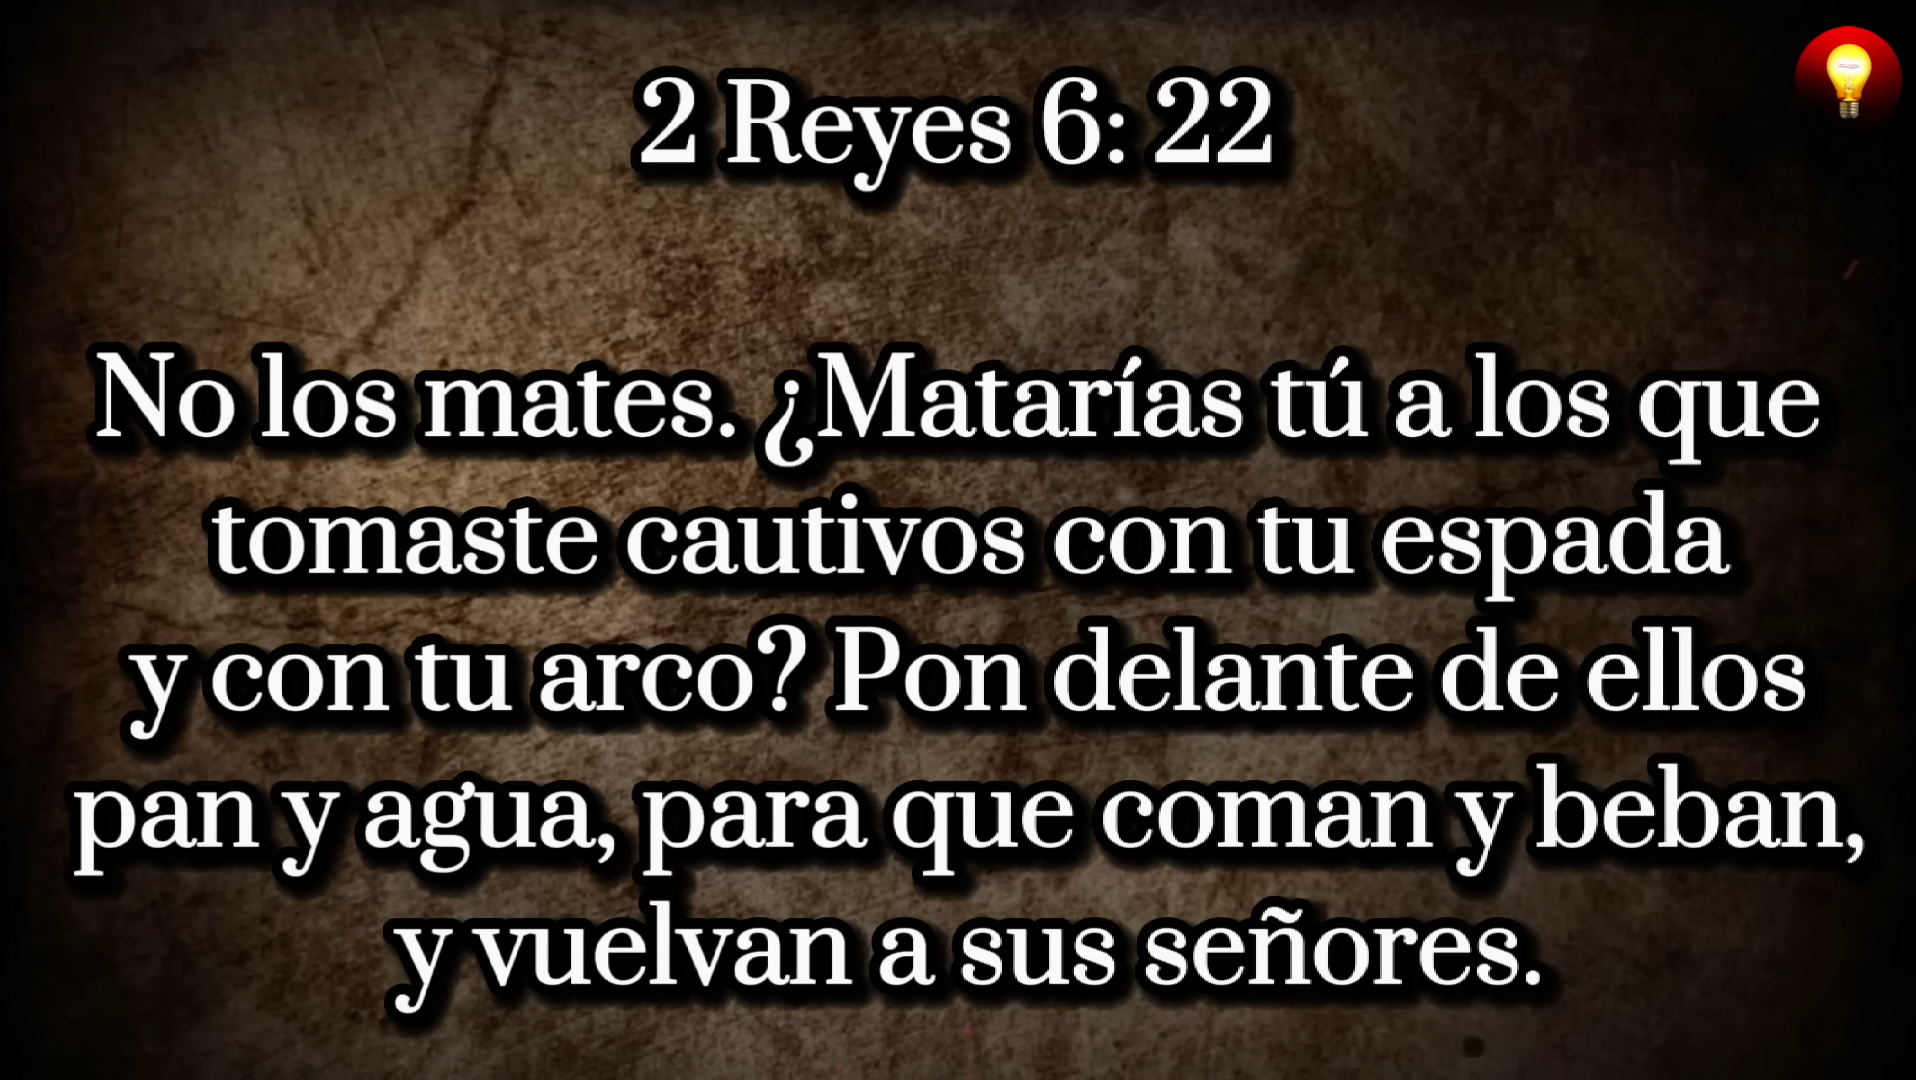 2 Reyes 6: 22
No los mates. ¿Matarías tú a los que
tomaste cautivos con tu espada
y con tu arco? Pon delante de ellos
pan y agua, para que coman y beban,
y vuelvan a sus señores.